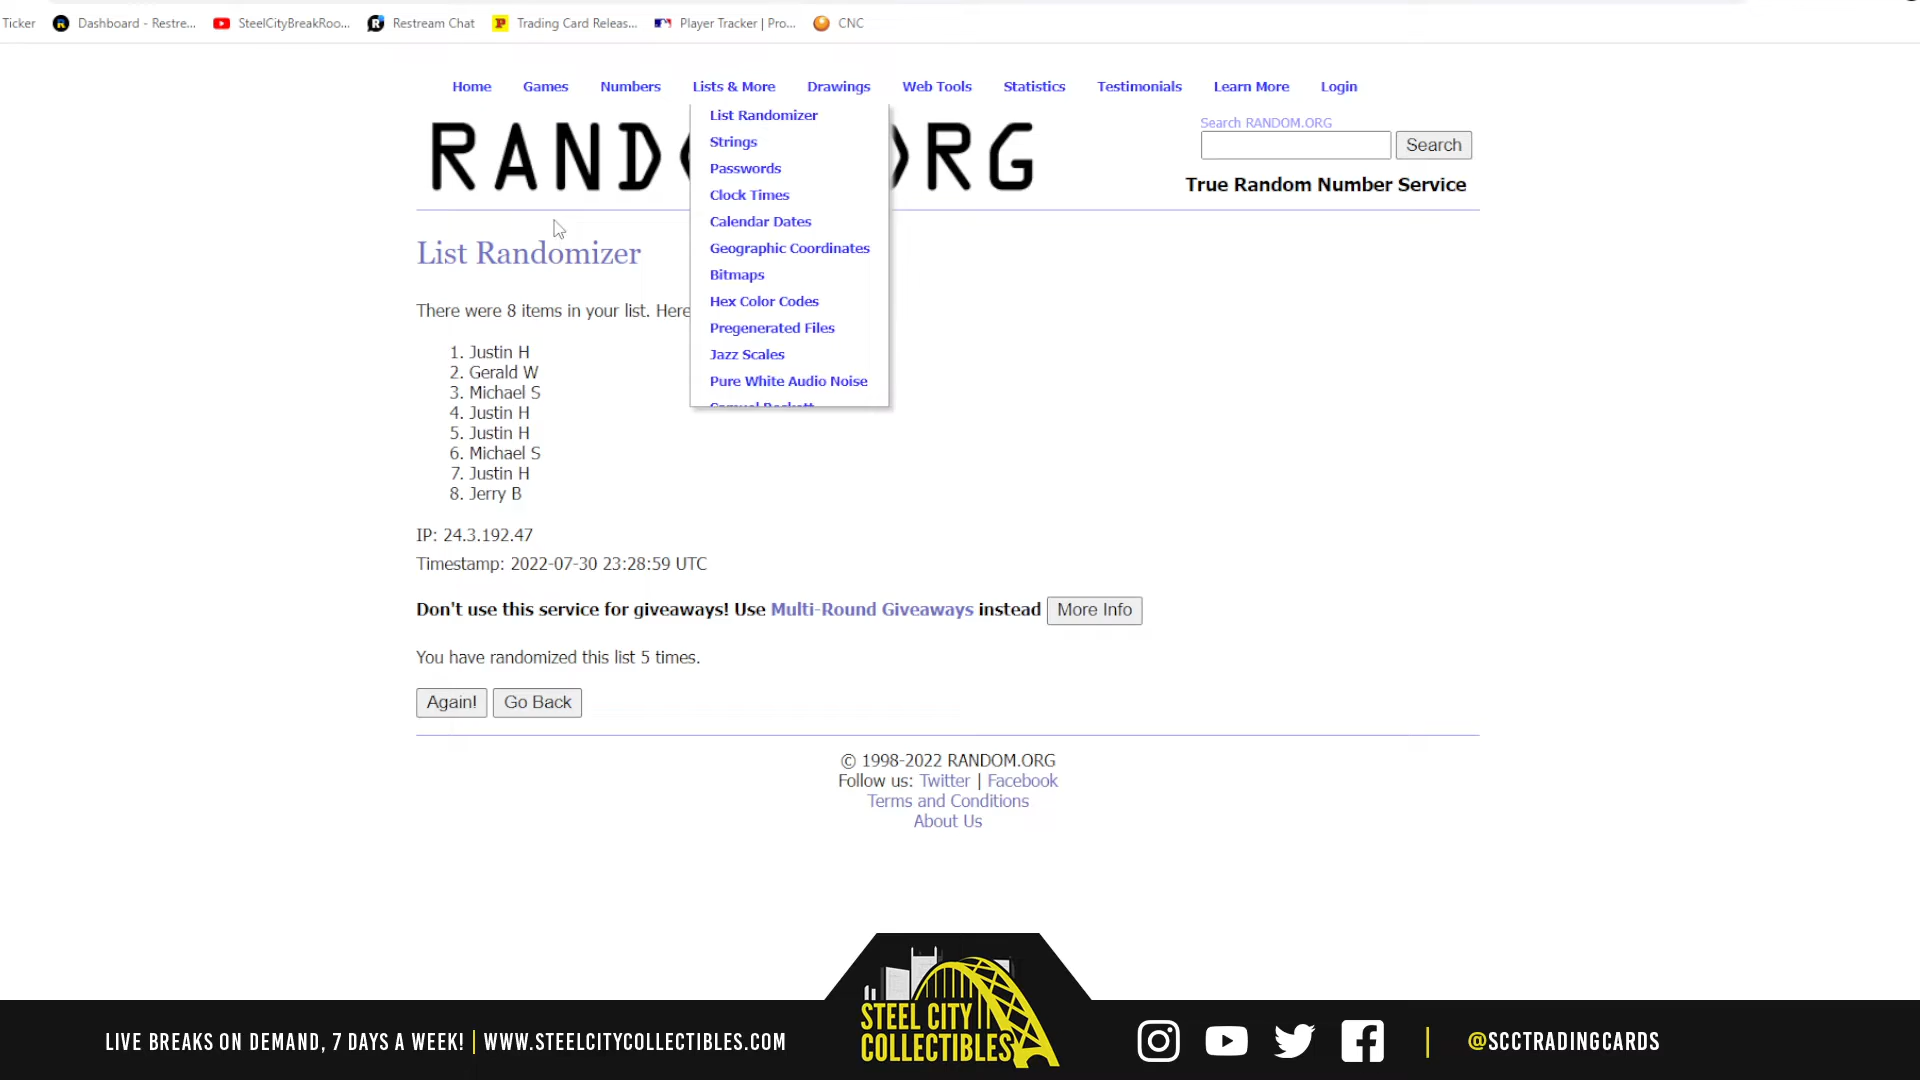 Ticker Dashboard - Restre... SteelCityBreakRoo... Restream Chat Trading Card Releas... Player Tracker | Pro... CNC
Home Games Numbers Lists & More Drawings Web Tools Statistics Testimonials Learn More Login
List Randomizer
Strings
Passwords
Clock Times
Calendar Dates
Geographic Coordinates
Bitmaps
Hex Color Codes
Pregenerated Files
Jazz Scales
Pure White Audio Noise
Samuel Beckett
RAND RG
Search RANDOM.ORG
Search
True Random Number Service
List Randomizer
There were 8 items in your list. Here
1. Justin H
2. Gerald W
3. Michael S
4. Justin H
5. Justin H
6. Michael S
7. Justin H
8. Jerry B
IP: 24.3.192.47
Timestamp: 2022-07-30 23:28:59 UTC
Don't use this service for giveaways! Use Multi-Round Giveaways instead More Info
You have randomized this list 5 times.
Again! Go Back
© 1998-2022 RANDOM.ORG
Follow us: Twitter | Facebook
Terms and Conditions
About Us
LIVE BREAKS ON DEMAND, 7 DAYS A WEEK! | WWW.STEELCITYCOLLECTIBLES.COM
STEEL CITY
COLLECTIBLES
| @SCCTRADINGCARDS